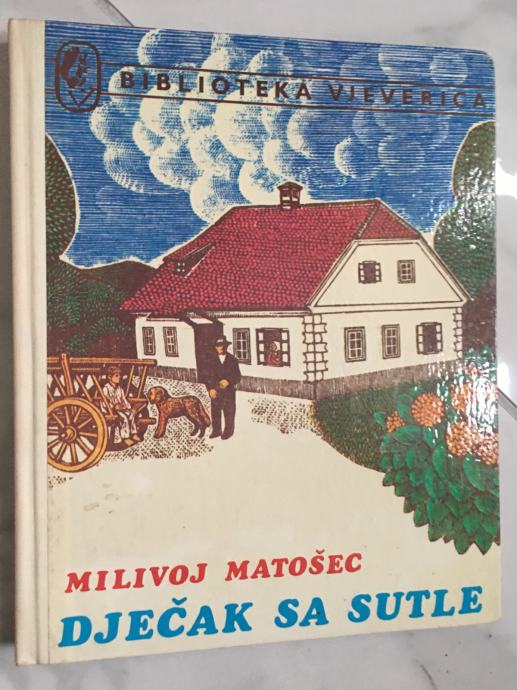 BIBLIOTEKA VJEVERICA
MILIVOJ MATOŠEC
DJEČAK SA SUTLE